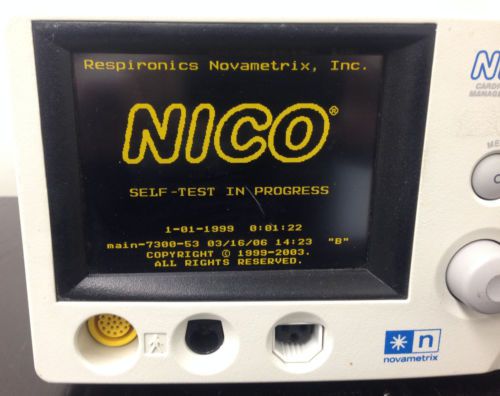 Respironics Novametrix, Inc.
NICO®
SELF-TEST IN PROGRESS
1-01-1999 0:01:22
main-7300-53 03/16/06 14:23 "B"
COPYRIGHT © 1999-2003.
ALL RIGHTS RESERVED.
n
novametrix